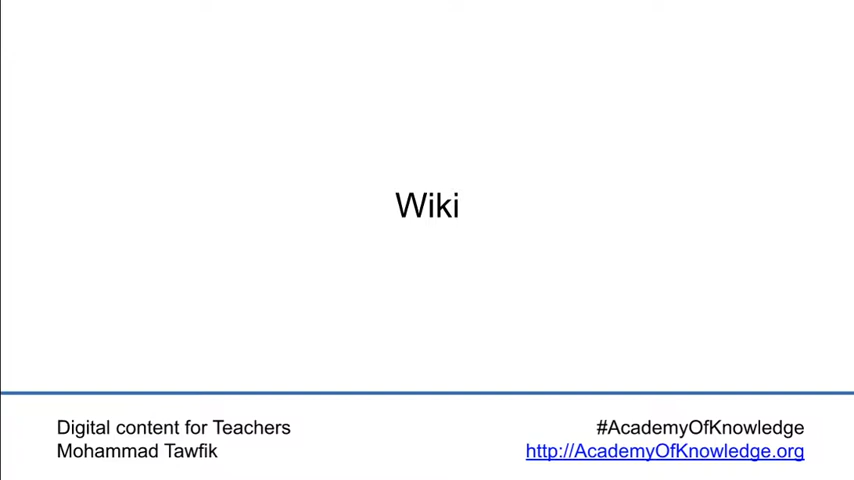 Wiki
Digital content for Teachers
Mohammad Tawfik
#AcademyOfKnowledge
http://AcademyOfKnowledge.org